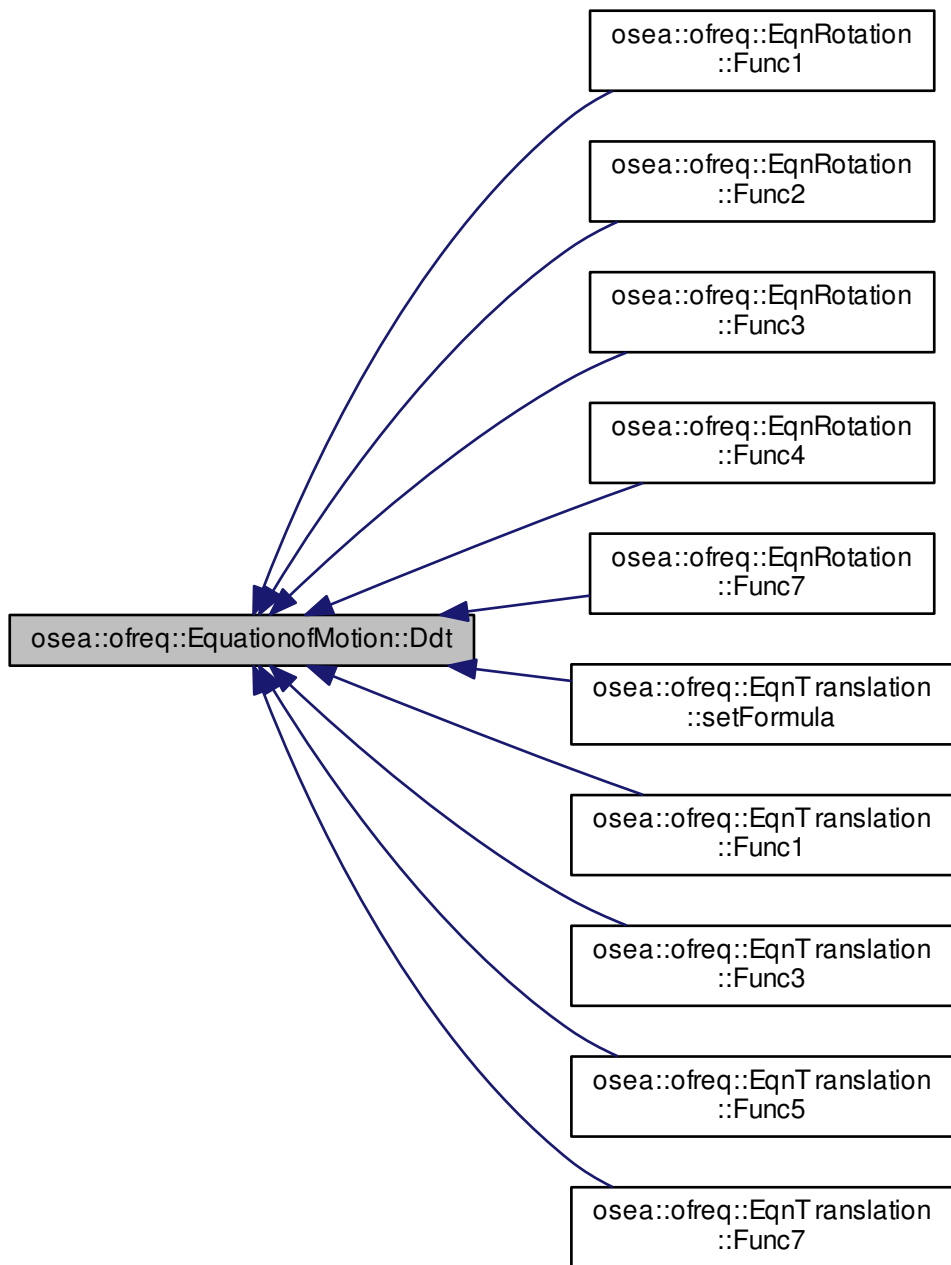 osea::ofreq::EqnRotation
::Func1
osea::ofreq::EqnRotation
::Func2
osea::ofreq::EqnRotation
::Func3
osea::ofreq::EqnRotation
::Func4
osea::ofreq::EqnRotation
::Func7
osea::ofreq::EquationofMotion::Ddt
osea::ofreq::EqnTranslation
::setFormula
osea::ofreq::EqnTranslation
::Func1
osea::ofreq::EqnTranslation
::Func3
osea::ofreq::EqnTranslation
::Func5
osea::ofreq::EqnTranslation
::Func7